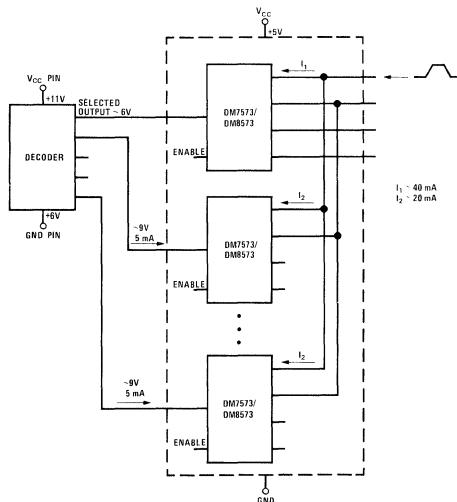 VCC
+5V
I1
VCC PIN
+11V
SELECTED
OUTPUT ~ 6V
DM7573/
DM8573
DECODER
ENABLE
I1 ~ 40 mA
I2 ~ 20 mA
+6V
GND PIN
I2
~9V
5 mA
DM7573/
DM8573
ENABLE
I2
~9V
5 mA
DM7573/
DM8573
ENABLE
GND